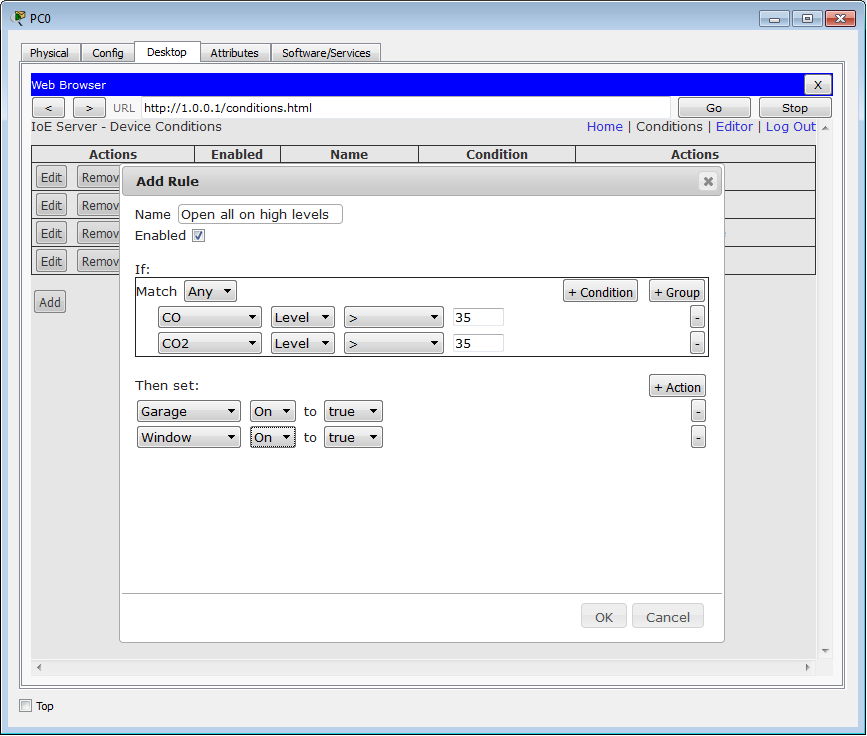 PC0
Physical Config Desktop Attributes Software/Services
Web Browser X
< > URL http://1.0.0.1/conditions.html Go Stop
IoE Server - Device Conditions Home | Conditions | Editor | Log Out
Actions Enabled Name Condition Actions
Edit Remov
Edit Remov
Edit Remov
Edit Remov
Add
Add Rule
Name Open all on high levels
Enabled
If:
Match Any + Condition + Group
CO Level > 35 -
CO2 Level > 35 -
Then set: + Action
Garage On to true -
Window On to true -
OK Cancel
Top